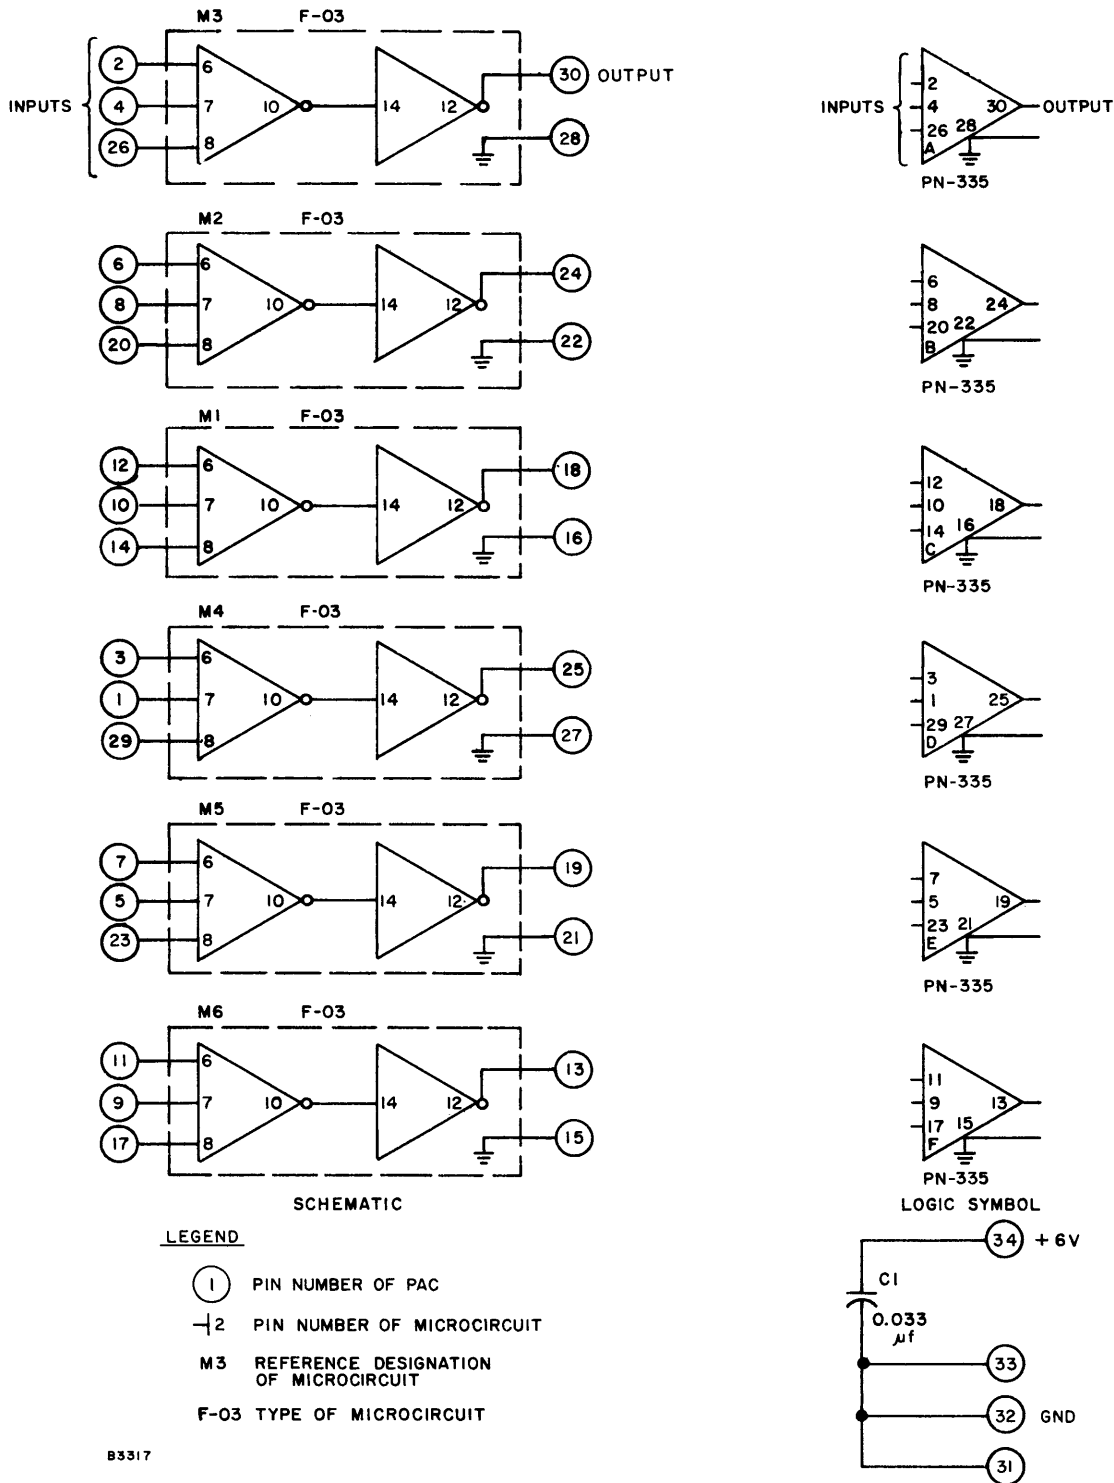 M3 F-03
2 6
INPUTS 4 7 10 14 12 30 OUTPUT
26 8 28
INPUTS 2 4 26 28 30 OUTPUT
A
PN-335
M2 F-03
6 6
8 7 10 14 12 24
20 8 22
6
8 24
20 22
B
PN-335
M1 F-03
12 6
10 7 10 14 12 18
14 8 16
12
10 18
14 16
C
PN-335
M4 F-03
3 6
1 7 10 14 12 25
29 8 27
3
1 25
29 27
D
PN-335
M5 F-03
7 6
5 7 10 14 12 19
23 8 21
7
5 19
23 21
E
PN-335
M6 F-03
11 6
9 7 10 14 12 13
17 8 15
11
9 13
17 15
F
PN-335
SCHEMATIC
LOGIC SYMBOL
LEGEND
1 PIN NUMBER OF PAC
2 PIN NUMBER OF MICROCIRCUIT
M3 REFERENCE DESIGNATION
OF MICROCIRCUIT
F-03 TYPE OF MICROCIRCUIT
B3317
34 +6V
C1
0.033
μf
33
32 GND
31